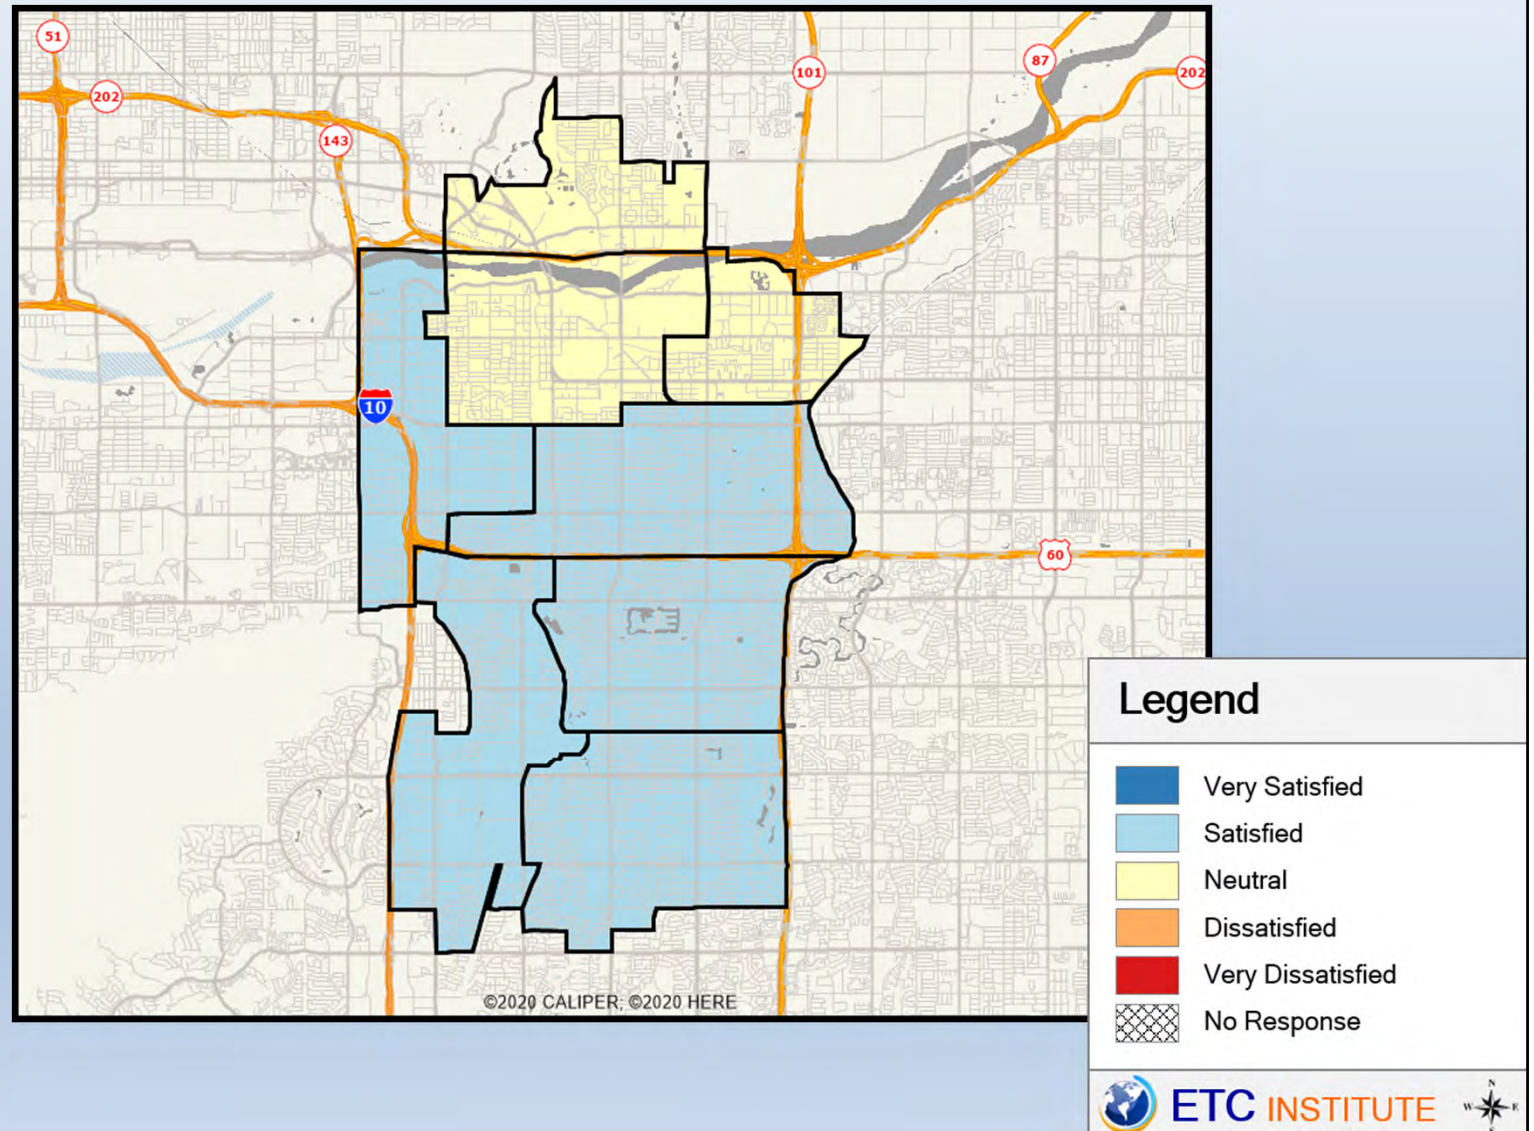 51
202
143
101
87
202
10
60
©2020 CALIPER; ©2020 HERE
Legend
Very Satisfied
Satisfied
Neutral
Dissatisfied
Very Dissatisfied
No Response
ETC INSTITUTE
N
W E
S